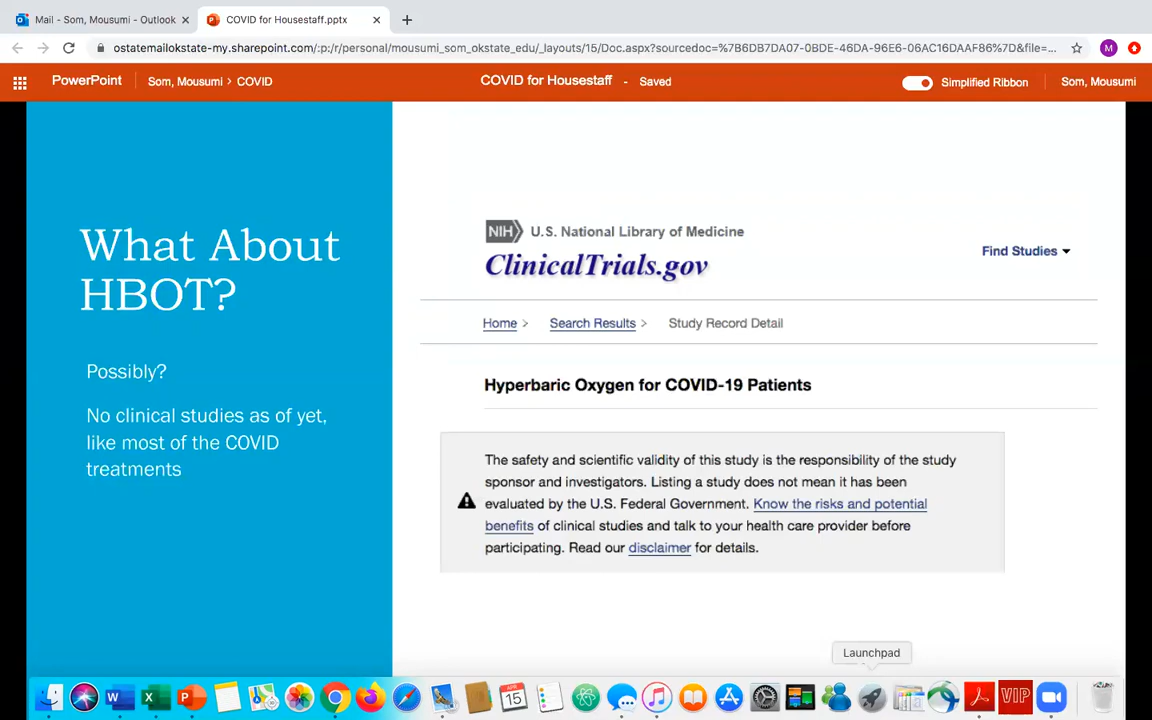 Mail - Som, Mousumi - Outlook
COVID for Housestaff.pptx
ostatemailokstate-my.sharepoint.com/:p:/r/personal/mousumi_som_okstate_edu/_layouts/15/Doc.aspx?sourcedoc=%7B6DB7DA07-0BDE-46DA-96E6-06AC16DAAF86%7D&file=...
M
PowerPoint
Som, Mousumi > COVID
COVID for Housestaff - Saved
Simplified Ribbon
Som, Mousumi
What About
HBOT?
Possibly?
No clinical studies as of yet,
like most of the COVID
treatments
NIH U.S. National Library of Medicine
ClinicalTrials.gov
Find Studies
Home >
Search Results >
Study Record Detail
Hyperbaric Oxygen for COVID-19 Patients
The safety and scientific validity of this study is the responsibility of the study
sponsor and investigators. Listing a study does not mean it has been
evaluated by the U.S. Federal Government. Know the risks and potential
benefits of clinical studies and talk to your health care provider before
participating. Read our disclaimer for details.
Launchpad
W
X
P
APR
15
VIP